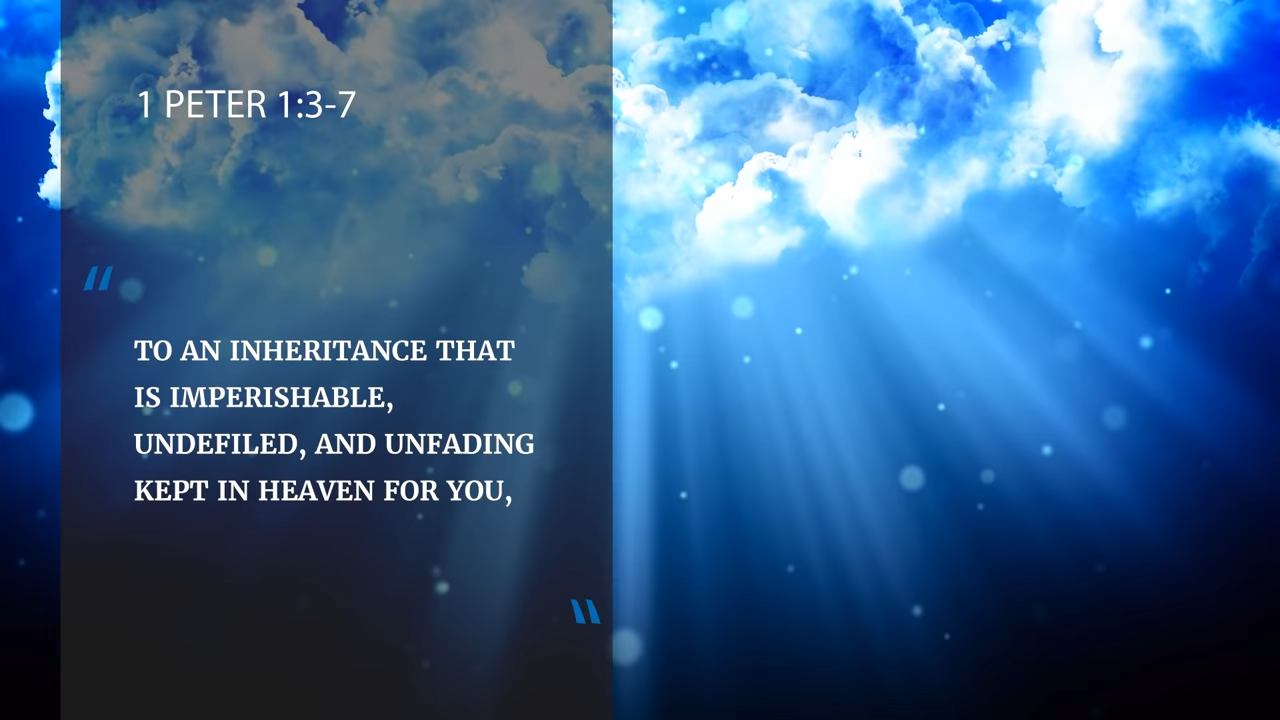 1 PETER 1:3-7
"
TO AN INHERITANCE THAT
IS IMPERISHABLE,
UNDEFILED, AND UNFADING
KEPT IN HEAVEN FOR YOU,
"